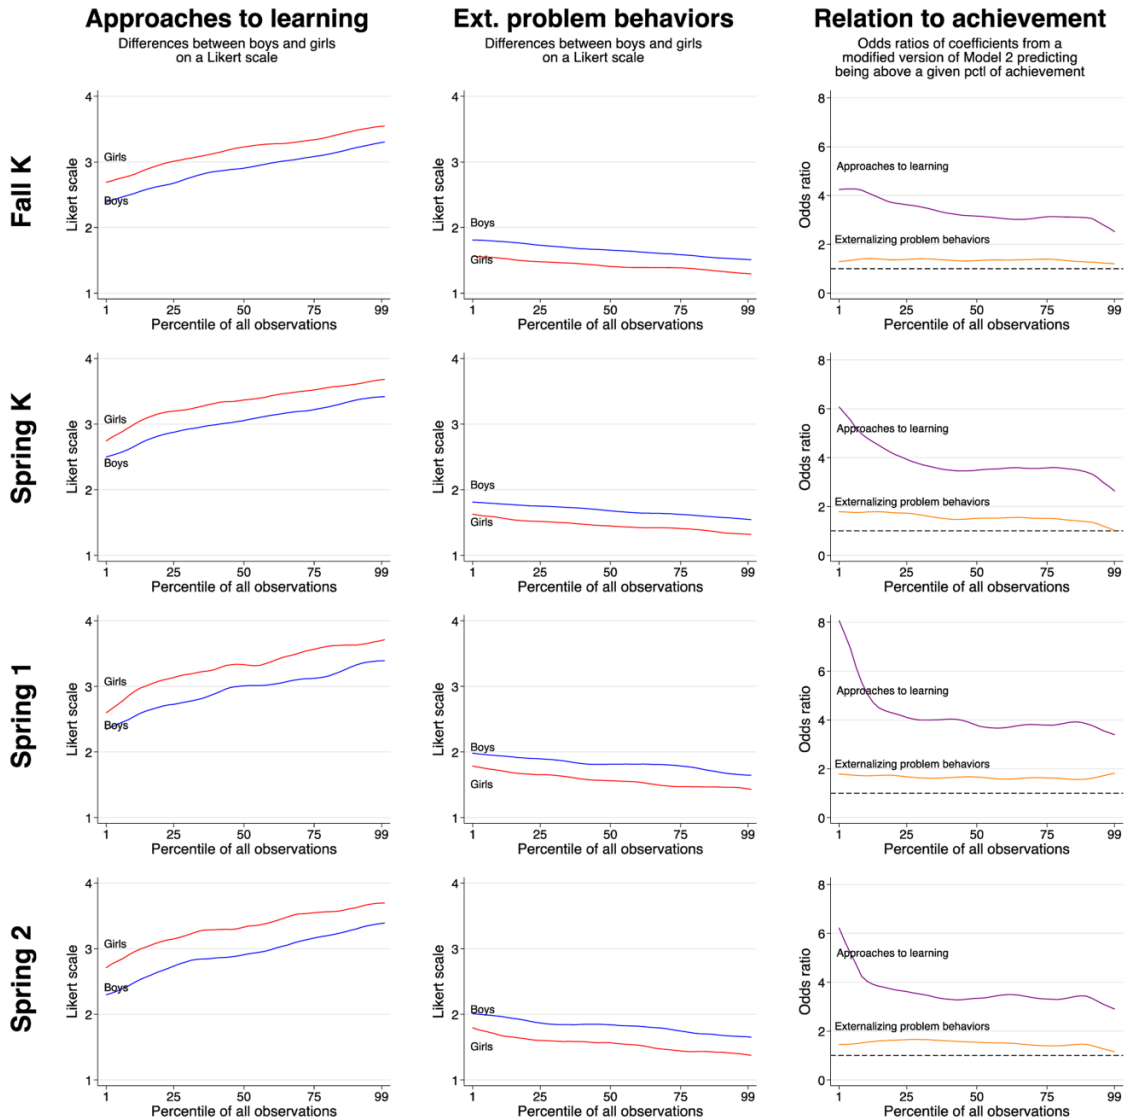 Approaches to learning
Differences between boys and girls
on a Likert scale
Ext. problem behaviors
Differences between boys and girls
on a Likert scale
Relation to achievement
Odds ratios of coefficients from a
modified version of Model 2 predicting
being above a given pctl of achievement
Fall K
Likert scale
4
3
2
1
Girls
Boys
1 25 50 75 99
Percentile of all observations
Likert scale
4
3
2
1
Boys
Girls
1 25 50 75 99
Percentile of all observations
Odds ratio
8
6
4
2
0
Approaches to learning
Externalizing problem behaviors
1 25 50 75 99
Percentile of all observations
Spring K
Likert scale
4
3
2
1
Girls
Boys
1 25 50 75 99
Percentile of all observations
Likert scale
4
3
2
1
Boys
Girls
1 25 50 75 99
Percentile of all observations
Odds ratio
8
6
4
2
0
Approaches to learning
Externalizing problem behaviors
1 25 50 75 99
Percentile of all observations
Spring 1
Likert scale
4
3
2
1
Girls
Boys
1 25 50 75 99
Percentile of all observations
Likert scale
4
3
2
1
Boys
Girls
1 25 50 75 99
Percentile of all observations
Odds ratio
8
6
4
2
0
Approaches to learning
Externalizing problem behaviors
1 25 50 75 99
Percentile of all observations
Spring 2
Likert scale
4
3
2
1
Girls
Boys
1 25 50 75 99
Percentile of all observations
Likert scale
4
3
2
1
Boys
Girls
1 25 50 75 99
Percentile of all observations
Odds ratio
8
6
4
2
0
Approaches to learning
Externalizing problem behaviors
1 25 50 75 99
Percentile of all observations